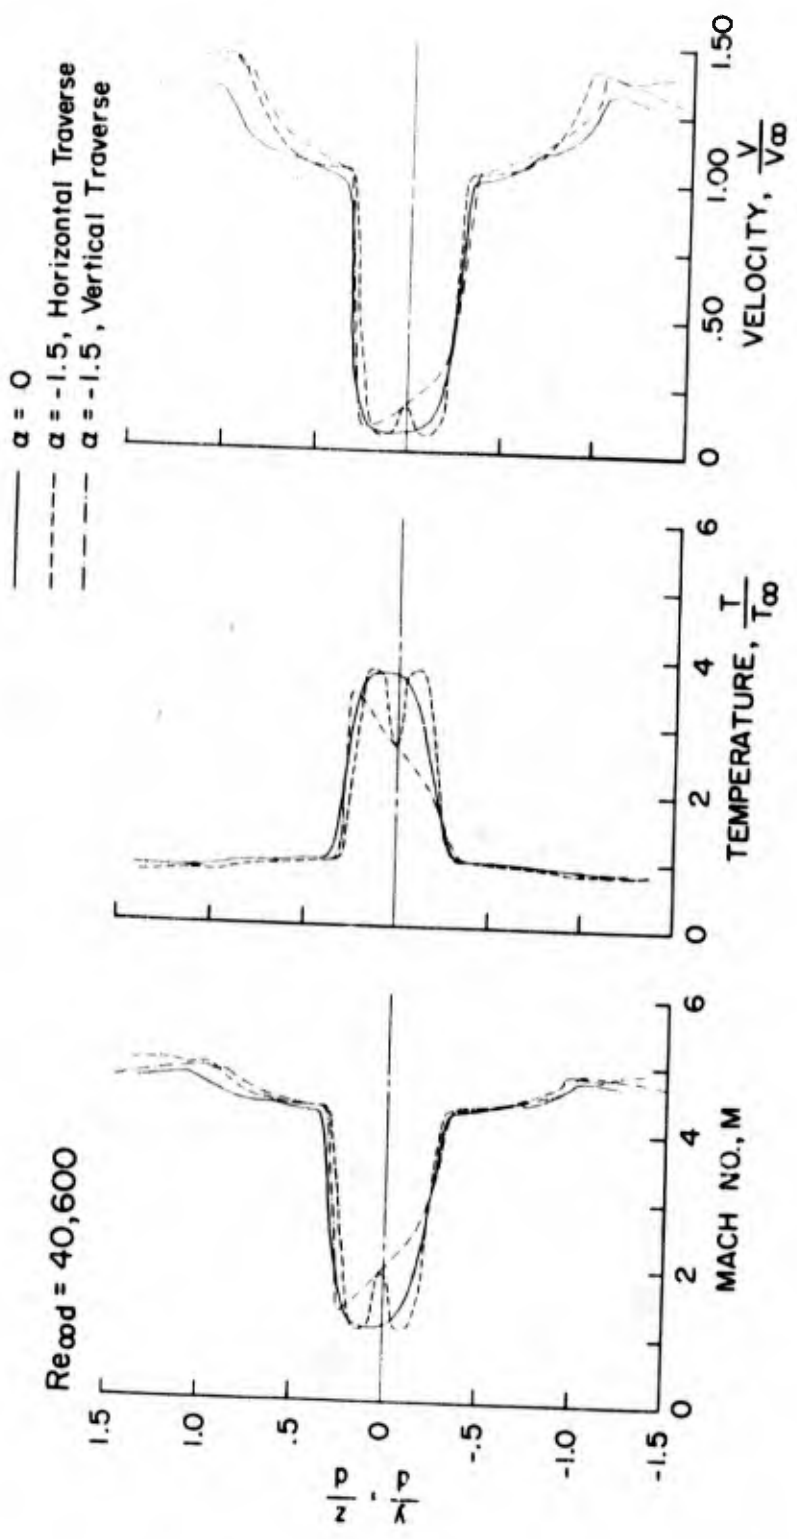 α = 0
α = -1.5, Horizontal Traverse
α = -1.5, Vertical Traverse
Re∞d = 40,600
1.5
1.0
.5
0
-.5
-1.0
-1.5
y/d, z/d
0
2
4
6
MACH NO., M
0
2
4
6
TEMPERATURE, T/T∞
0
.50
1.00
1.50
VELOCITY, V/V∞